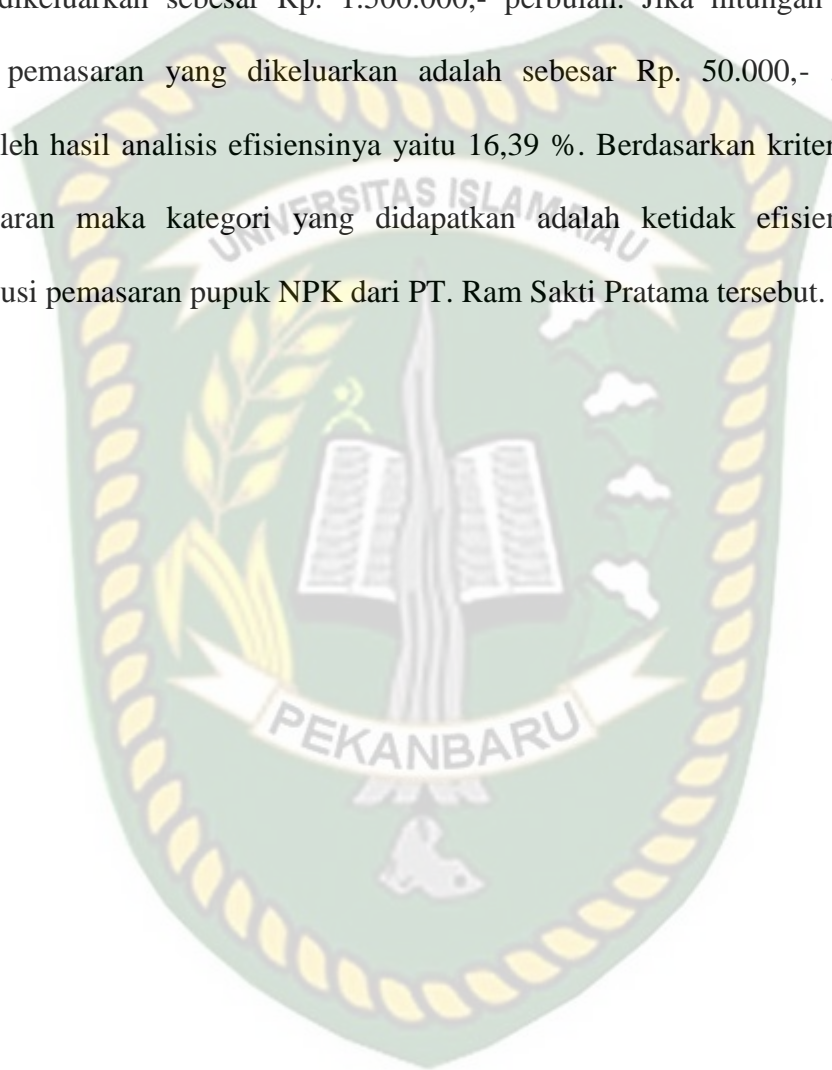 dikeluarkan sebesar Rp. 1.500.000,- perbulan. Jika hitungan
pemasaran yang dikeluarkan adalah sebesar Rp. 50.000,-
leh hasil analisis efisiensinya yaitu 16,39 %. Berdasarkan kriter
aran maka kategori yang didapatkan adalah ketidak efisien
usi pemasaran pupuk NPK dari PT. Ram Sakti Pratama tersebut.
UNIVERSITAS ISLAM RIAU
PEKANBARU